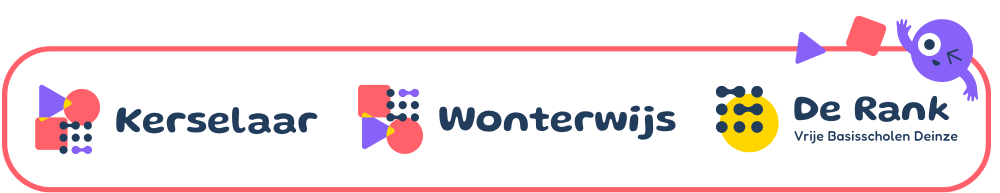 Kerselaar
Wonterwijs
De Rank
Vrije Basisscholen Deinze